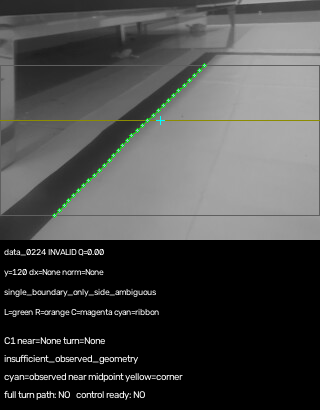 data_0224 INVALID Q=0.00
y=120 dx=None norm=None
single_boundary_only_side_ambiguous
L=green R=orange C=magenta cyan=ribbon
C1 near=None turn=None
insufficient_observed_geometry
cyan=observed near midpoint yellow=corner
full turn path: NO control ready: NO